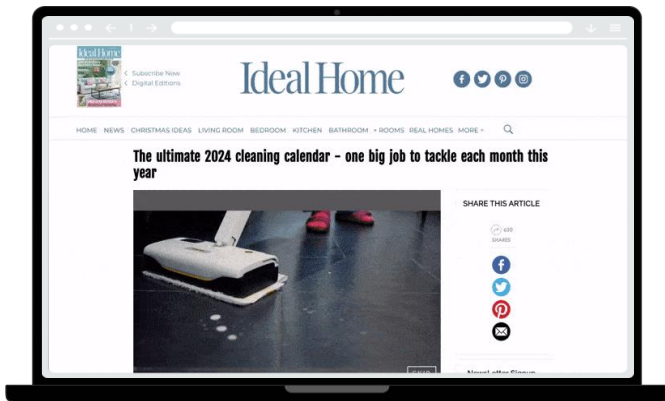 Ideal Home
Subscribe Now
Digital Editions
Ideal Home
HOME NEWS CHRISTMAS IDEAS LIVING ROOM BEDROOM KITCHEN BATHROOM + ROOMS REAL HOMES MORE +
The ultimate 2024 cleaning calendar - one big job to tackle each month this
year
SHARE THIS ARTICLE
SHARES